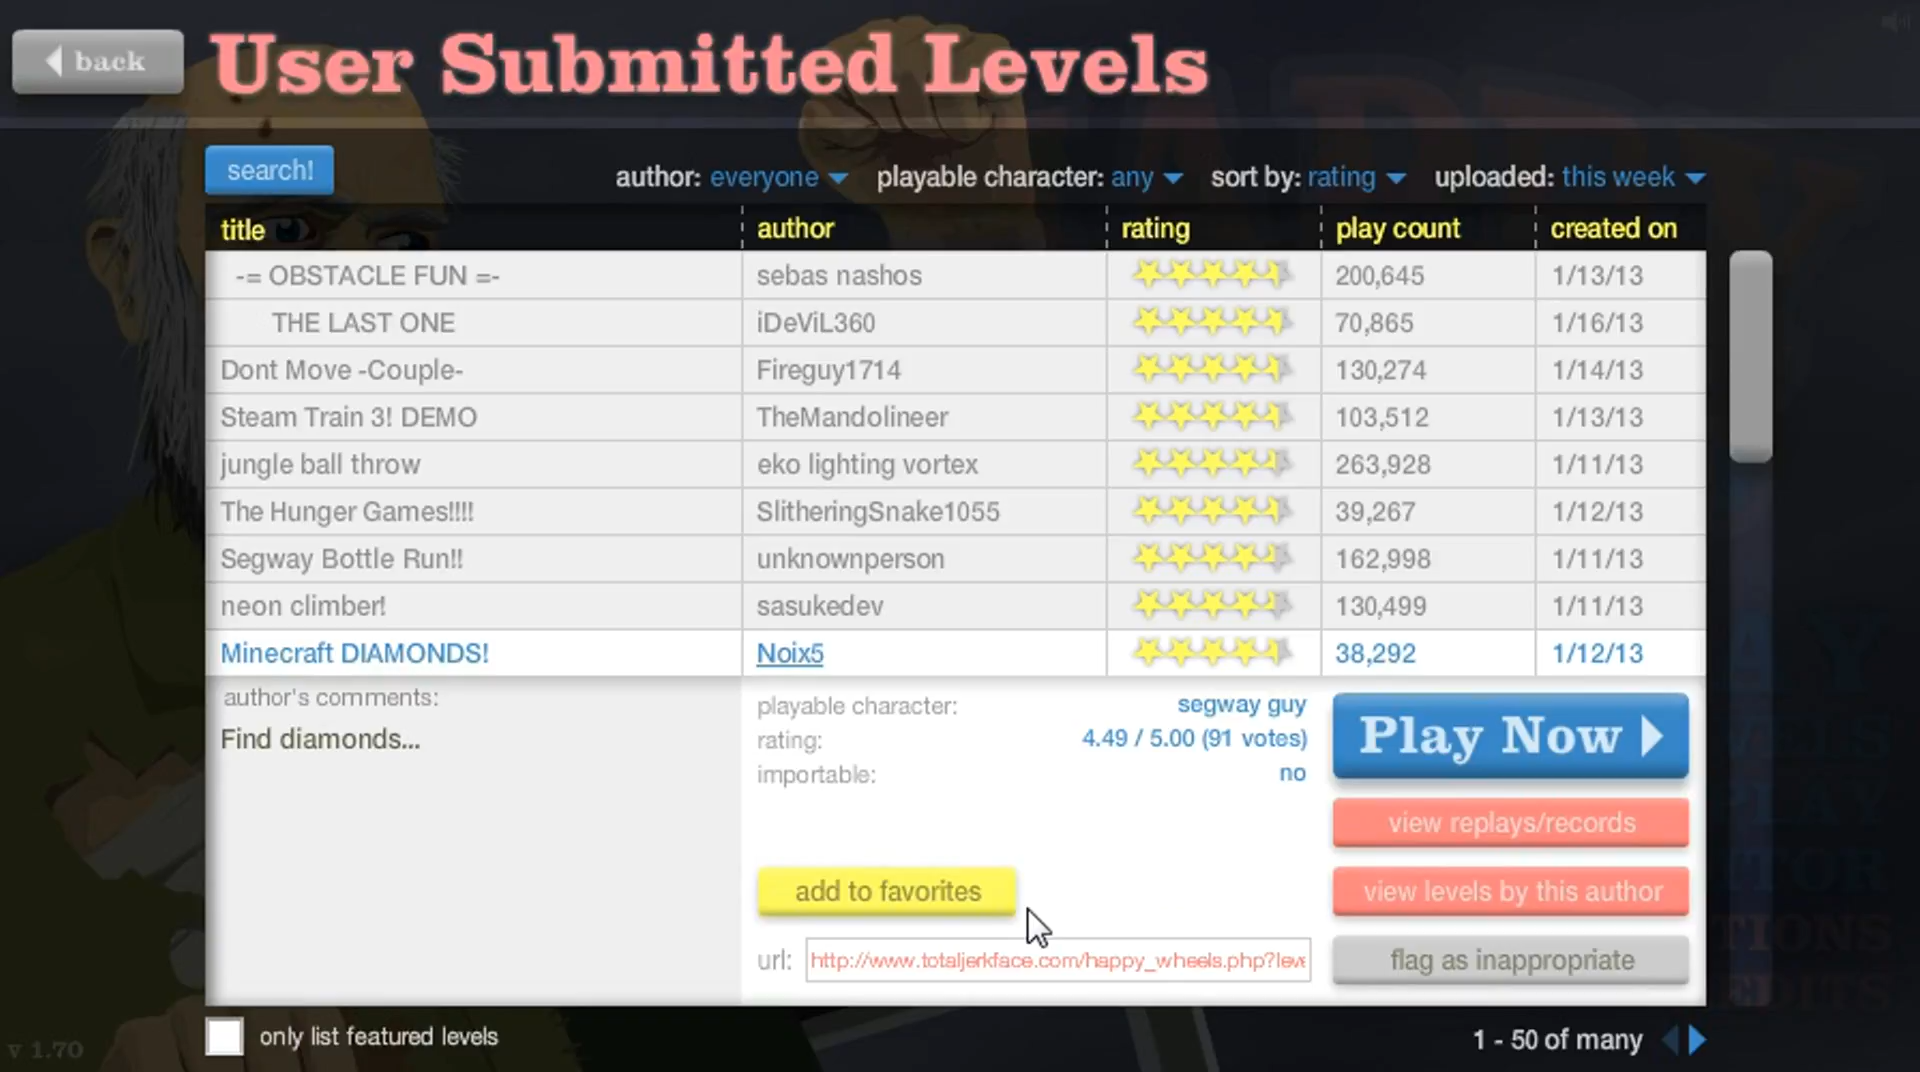 back
User Submitted Levels
search!
author: everyone playable character: any sort by: rating uploaded: this week
title author rating play count created on
-= OBSTACLE FUN =- sebas nashos 200,645 1/13/13
THE LAST ONE iDeViL360 70,865 1/16/13
Dont Move -Couple- Fireguy1714 130,274 1/14/13
Steam Train 3! DEMO TheMandolineer 103,512 1/13/13
jungle ball throw eko lighting vortex 263,928 1/11/13
The Hunger Games!!!! SlitheringSnake1055 39,267 1/12/13
Segway Bottle Run!! unknownperson 162,998 1/11/13
neon climber! sasukedev 130,499 1/11/13
Minecraft DIAMONDS! Noix5 38,292 1/12/13
author's comments:
Find diamonds...
playable character: segway guy
rating: 4.49 / 5.00 (91 votes)
importable: no
add to favorites
url: http://www.totaljerkface.com/happy_wheels.php?leve
Play Now
view replays/records
view levels by this author
flag as inappropriate
only list featured levels
1 - 50 of many
v 1.70